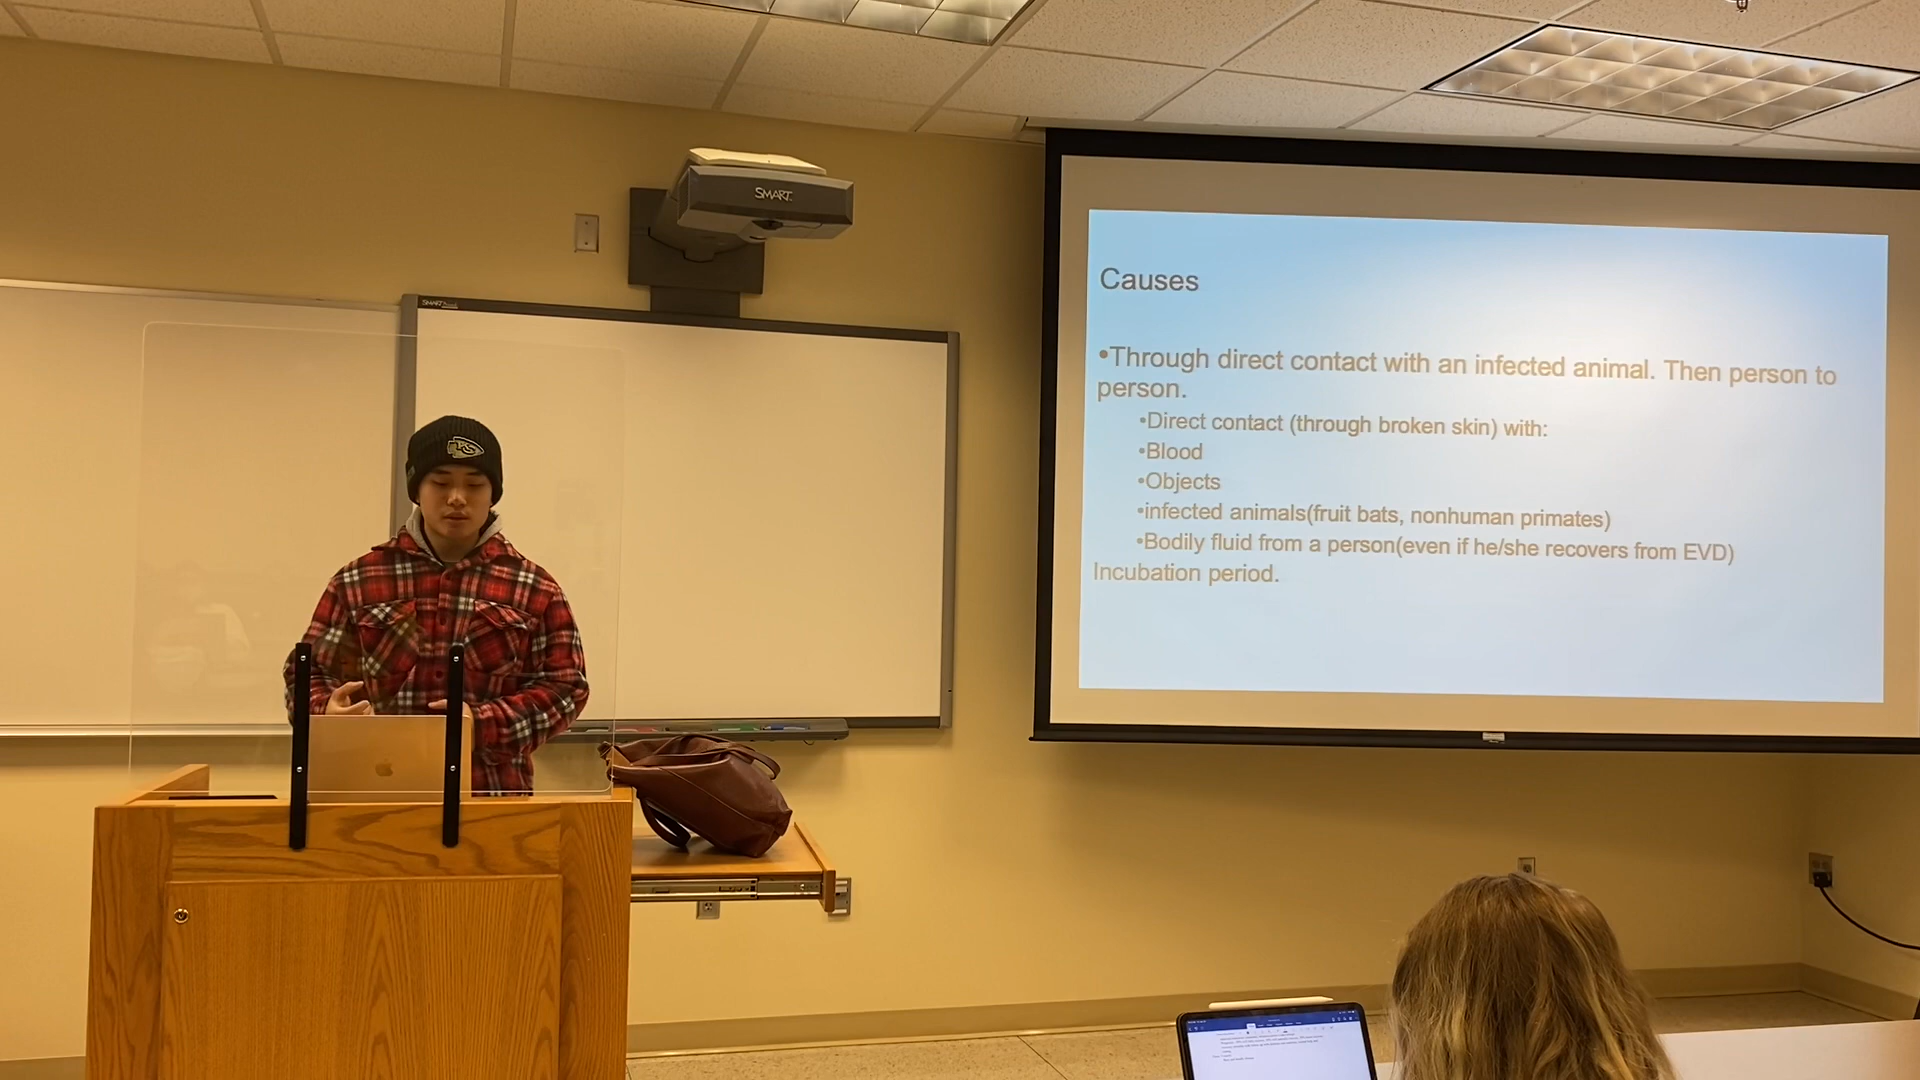 SMART
SMART
KC
Causes
•Through direct contact with an infected animal. Then person to
person.
•Direct contact (through broken skin) with:
•Blood
•Objects
•infected animals(fruit bats, nonhuman primates)
•Bodily fluid from a person(even if he/she recovers from EVD)
Incubation period.